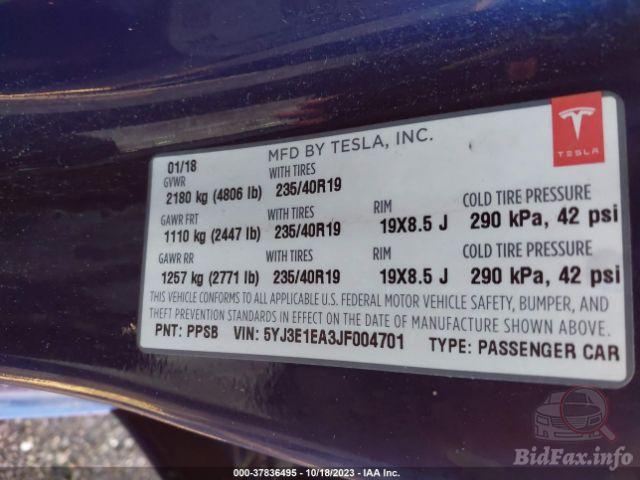 MFD BY TESLA, INC.
TESLA
01/18
GVWR WITH TIRES
2180 kg (4806 lb) 235/40R19
GAWR FRT WITH TIRES RIM COLD TIRE PRESSURE
1110 kg (2447 lb) 235/40R19 19X8.5 J 290 kPa, 42 psi
GAWR RR WITH TIRES RIM COLD TIRE PRESSURE
1257 kg (2771 lb) 235/40R19 19X8.5 J 290 kPa, 42 psi
THIS VEHICLE CONFORMS TO ALL APPLICABLE U.S. FEDERAL MOTOR VEHICLE SAFETY, BUMPER, AND
THEFT PREVENTION STANDARDS IN EFFECT ON THE DATE OF MANUFACTURE SHOWN ABOVE.
PNT: PPSB VIN: 5YJ3E1EA3JF004701 TYPE: PASSENGER CAR
BidFax.info
000-37836495 - 10/18/2023 - IAA Inc.